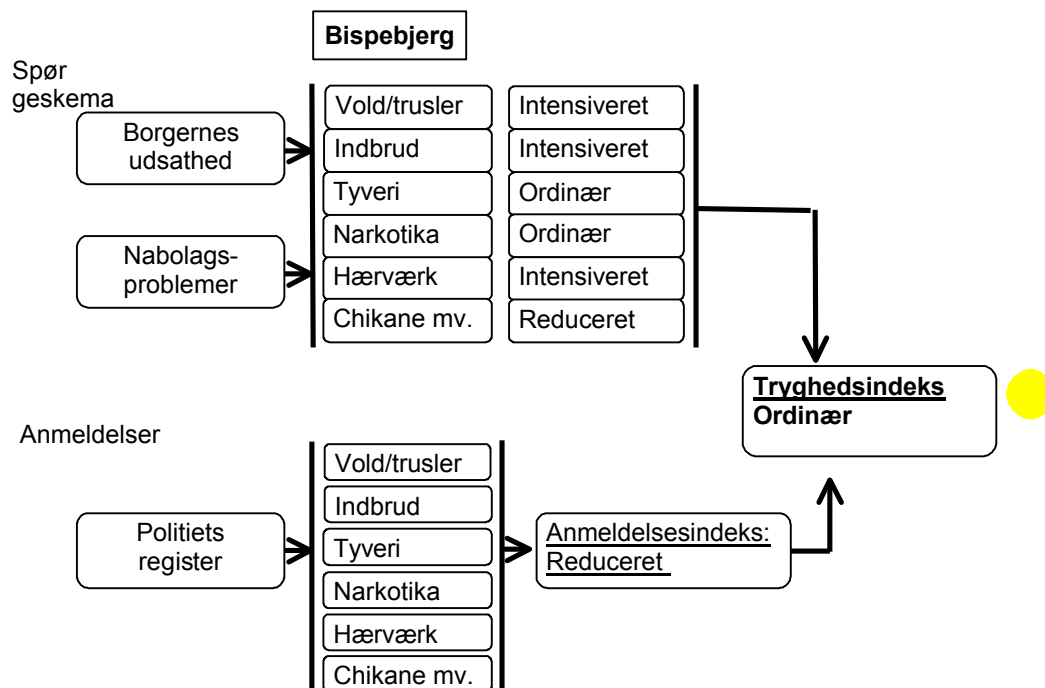 Bispebjerg
Spør
geskema
Borgernes
udsathed
Nabolags-
problemer
Vold/trusler
Intensiveret
Indbrud
Intensiveret
Tyveri
Ordinær
Narkotika
Ordinær
Hærværk
Intensiveret
Chikane mv.
Reduceret
Tryghedsindeks
Ordinær
Anmeldelser
Politiets
register
Vold/trusler
Indbrud
Tyveri
Narkotika
Hærværk
Chikane mv.
Anmeldelsesindeks:
Reduceret